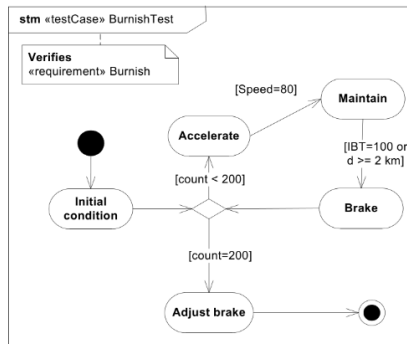 stm «testCase» BurnishTest
Verifies
«requirement» Burnish
[Speed=80]
Maintain
Accelerate
[IBT=100 or
d >= 2 km]
[count < 200]
Initial
condition
Brake
[count=200]
Adjust brake